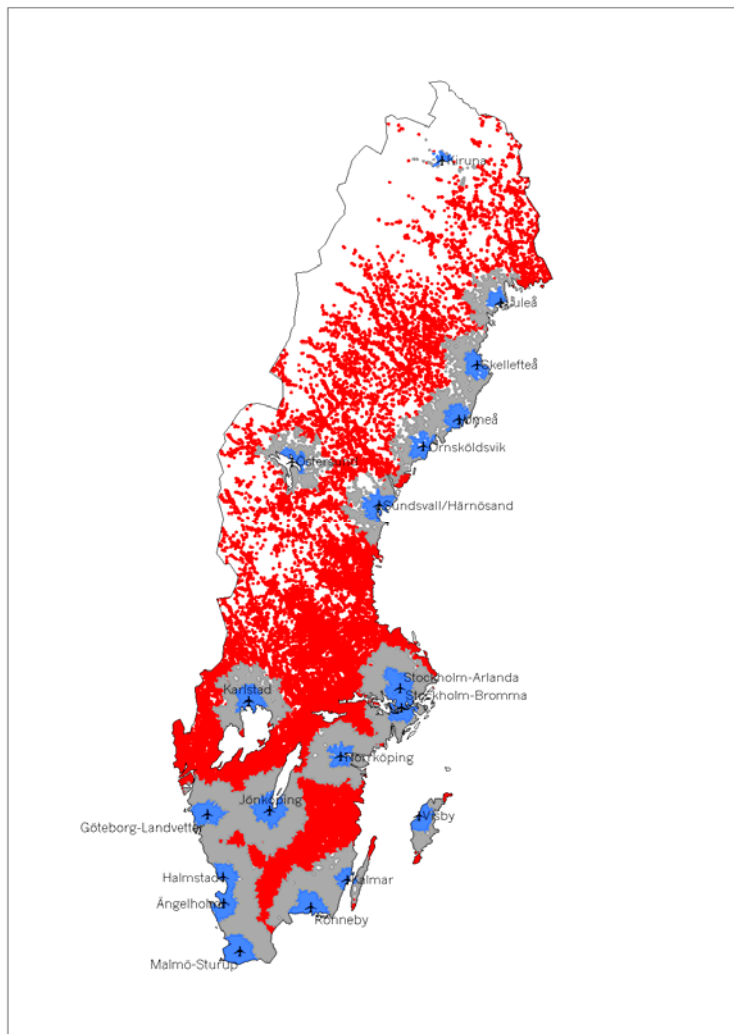 Kiruna
Luleå
Skellefteå
Umeå
Örnsköldsvik
Östersund
Sundsvall/Härnösand
Stockholm-Arlanda
Karlstad
Stockholm-Bromma
Norrköping
Jönköping
Visby
Göteborg-Landvetter
Halmstad
Kalmar
Ängelholm
Ronneby
Malmö-Sturup